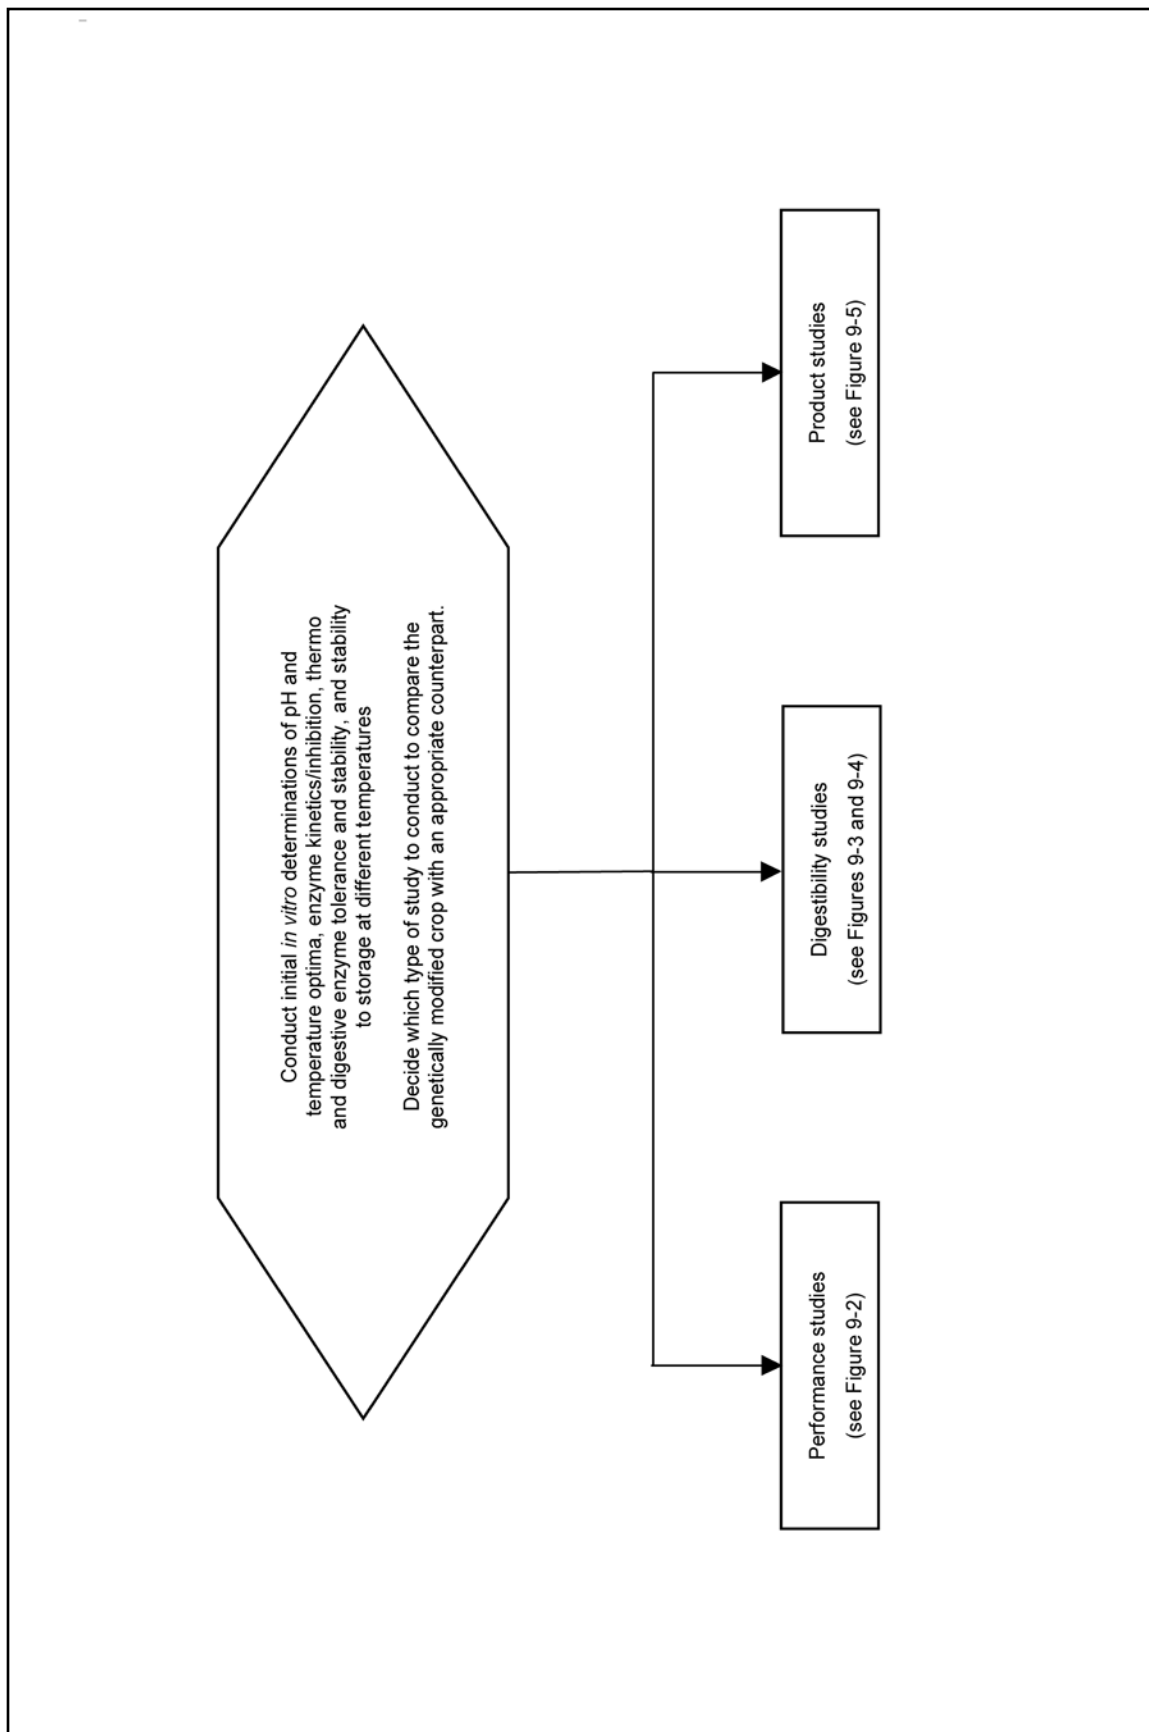 Conduct initial in vitro determinations of pH and
temperature optima, enzyme kinetics/inhibition, thermo
and digestive enzyme tolerance and stability, and stability
to storage at different temperatures
Decide which type of study to conduct to compare the
genetically modified crop with an appropriate counterpart.
Performance studies
(see Figure 9-2)
Digestibility studies
(see Figures 9-3 and 9-4)
Product studies
(see Figure 9-5)